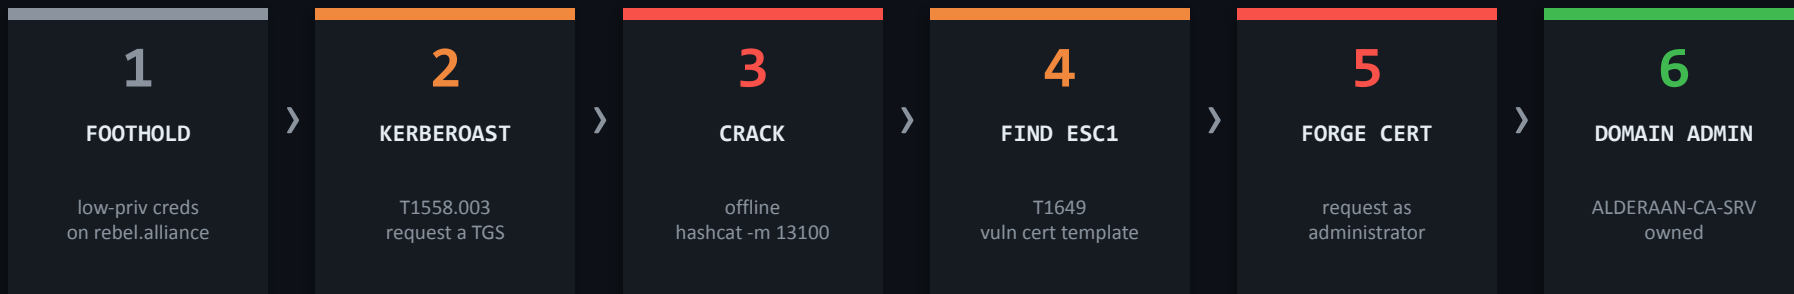 1
FOOTHOLD
low-priv creds
on rebel.alliance
❯
2
KERBEROAST
T1558.003
request a TGS
❯
3
CRACK
offline
hashcat -m 13100
❯
4
FIND ESC1
T1649
vuln cert template
❯
5
FORGE CERT
request as
administrator
❯
6
DOMAIN ADMIN
ALDERAAN-CA-SRV
owned